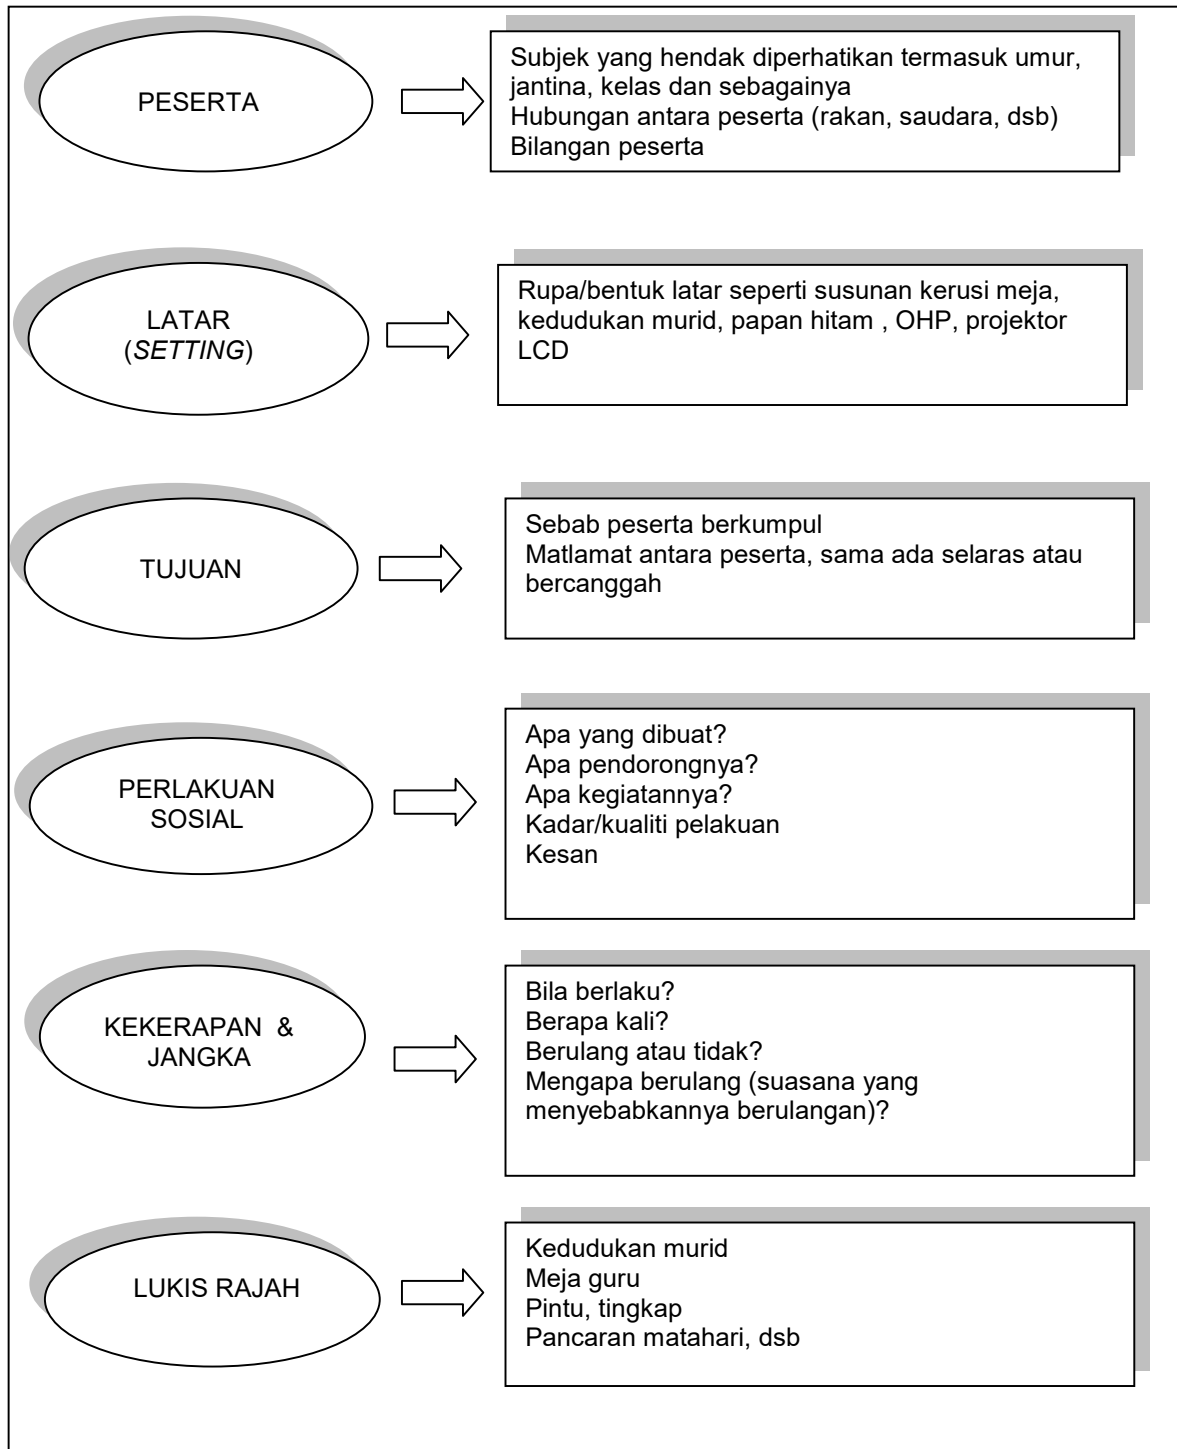 PESERTA
Subjek yang hendak diperhatikan termasuk umur,
jantina, kelas dan sebagainya
Hubungan antara peserta (rakan, saudara, dsb)
Bilangan peserta
LATAR
(SETTING)
Rupa/bentuk latar seperti susunan kerusi meja,
kedudukan murid, papan hitam , OHP, projektor
LCD
TUJUAN
Sebab peserta berkumpul
Matlamat antara peserta, sama ada selaras atau
bercanggah
PERLAKUAN
SOSIAL
Apa yang dibuat?
Apa pendorongnya?
Apa kegiatannya?
Kadar/kualiti pelakuan
Kesan
KEKERAPAN &
JANGKA
Bila berlaku?
Berapa kali?
Berulang atau tidak?
Mengapa berulang (suasana yang
menyebabkannya berulangan)?
LUKIS RAJAH
Kedudukan murid
Meja guru
Pintu, tingkap
Pancaran matahari, dsb